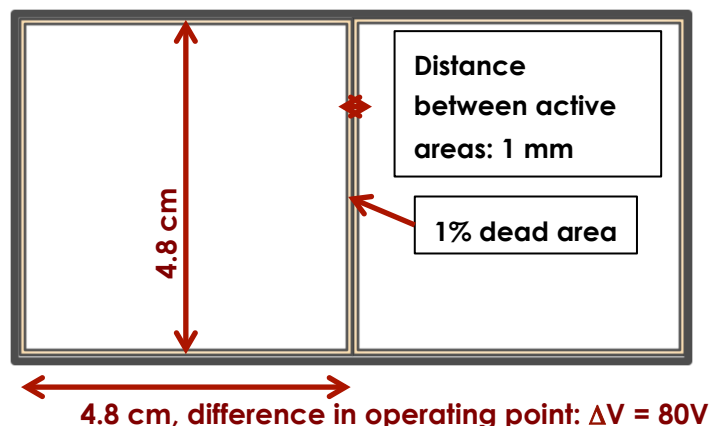 Distance
between active
areas: 1 mm
4.8 cm
1% dead area
4.8 cm, difference in operating point: ΔV = 80V